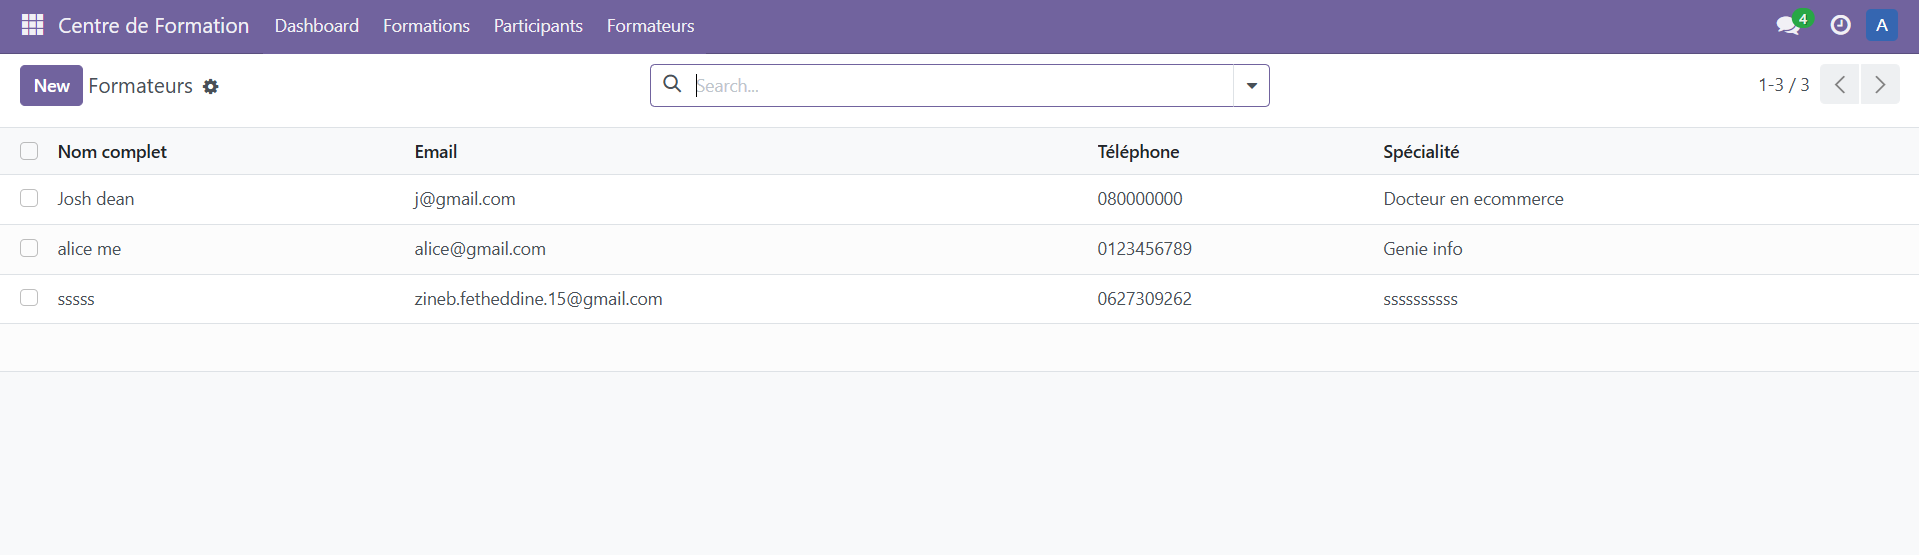 Centre de Formation Dashboard Formations Participants Formateurs 4 A
New Formateurs Search... 1-3 / 3
Nom complet Email Téléphone Spécialité
Josh dean j@gmail.com 080000000 Docteur en ecommerce
alice me alice@gmail.com 0123456789 Genie info
sssss zineb.fetheddine.15@gmail.com 0627309262 ssssssssss